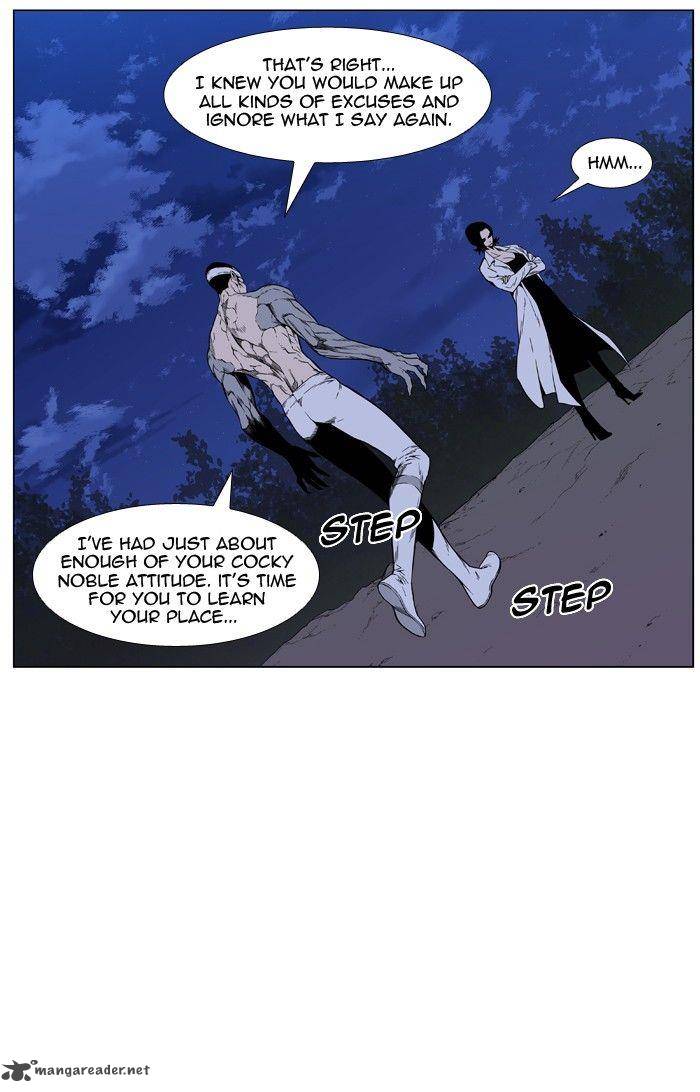 THAT'S RIGHT...
I KNEW YOU WOULD MAKE UP
ALL KINDS OF EXCUSES AND
IGNORE WHAT I SAY AGAIN.
HMM...
STEP
STEP
I'VE HAD JUST ABOUT
ENOUGH OF YOUR COCKY
NOBLE ATTITUDE. IT'S TIME
FOR YOU TO LEARN
YOUR PLACE...
mangareader.net